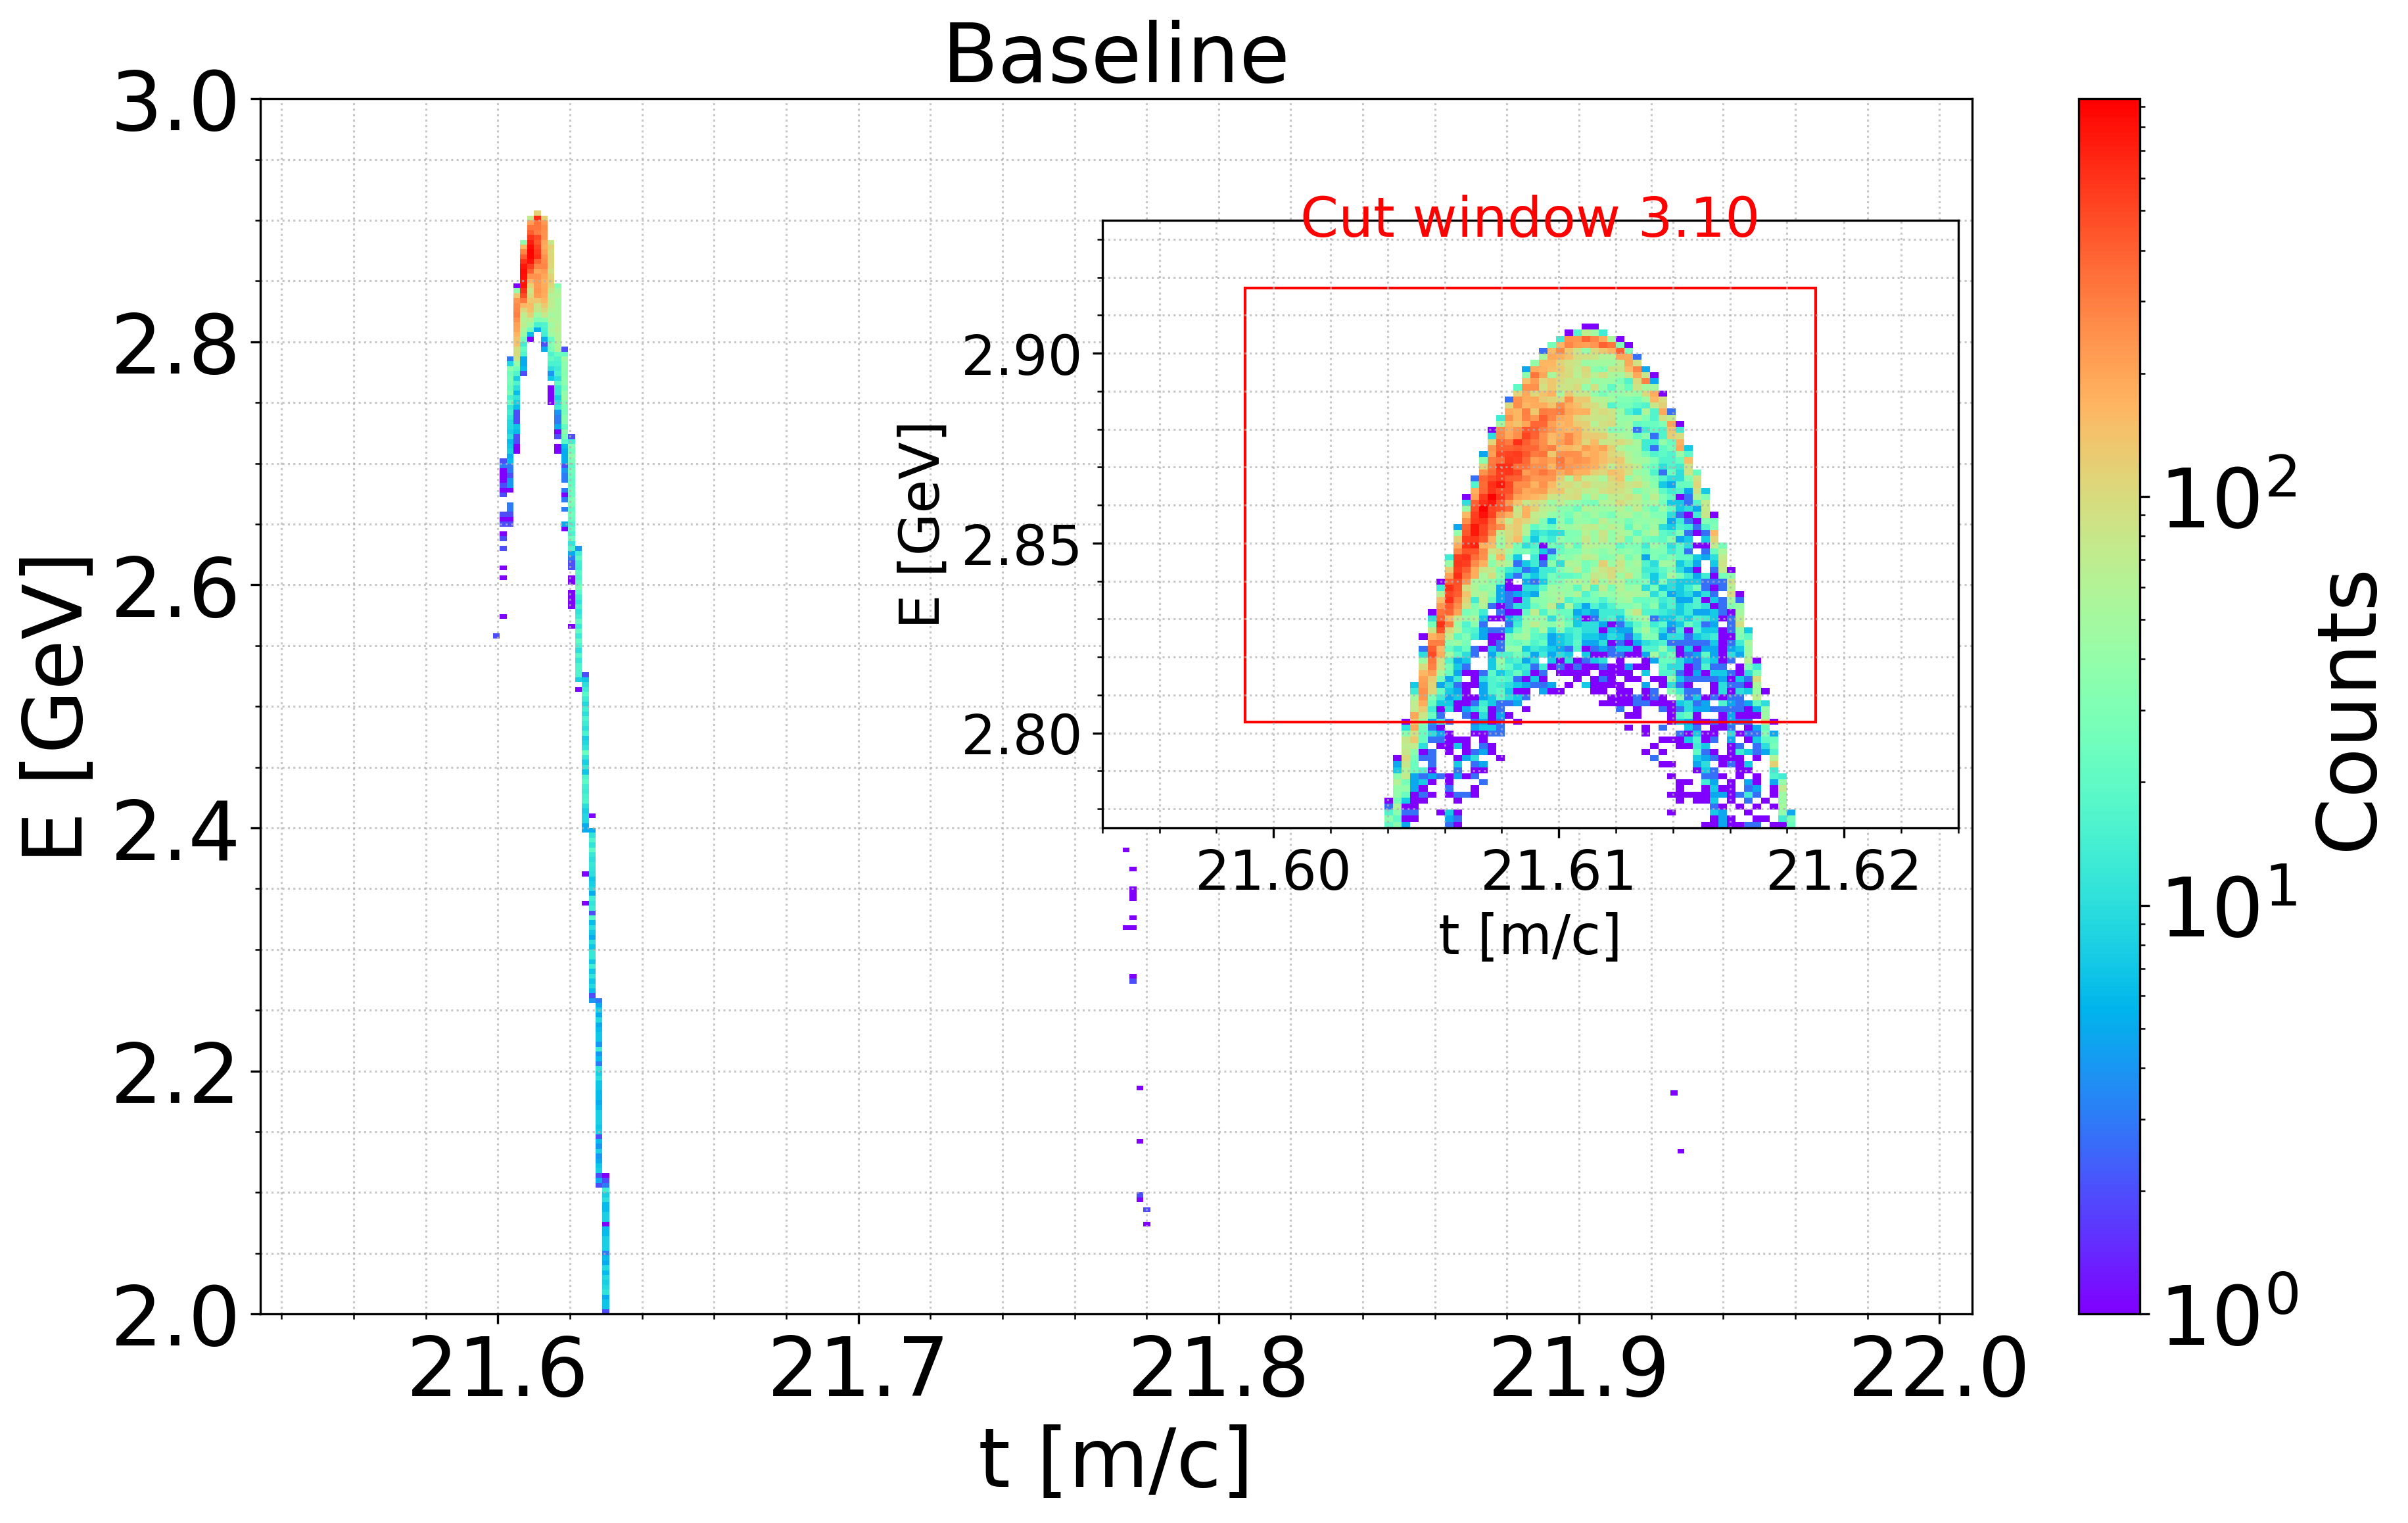 Baseline
3.0
2.8
2.6
2.4
2.2
2.0
E [GeV]
21.6
21.7
21.8
21.9
22.0
t [m/c]
Cut window 3.10
2.90
2.85
2.80
E [GeV]
21.60
21.61
21.62
t [m/c]
10²
10¹
10⁰
Counts